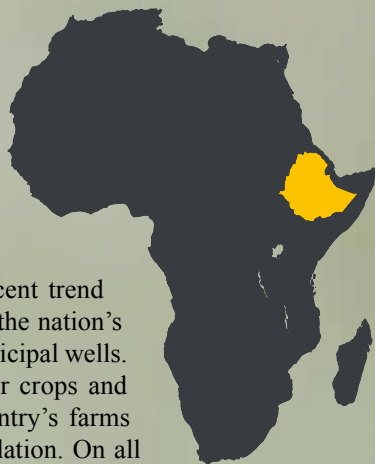 cent trend
the nation's
icipal wells.
r crops and
ntry's farms
lation. On all